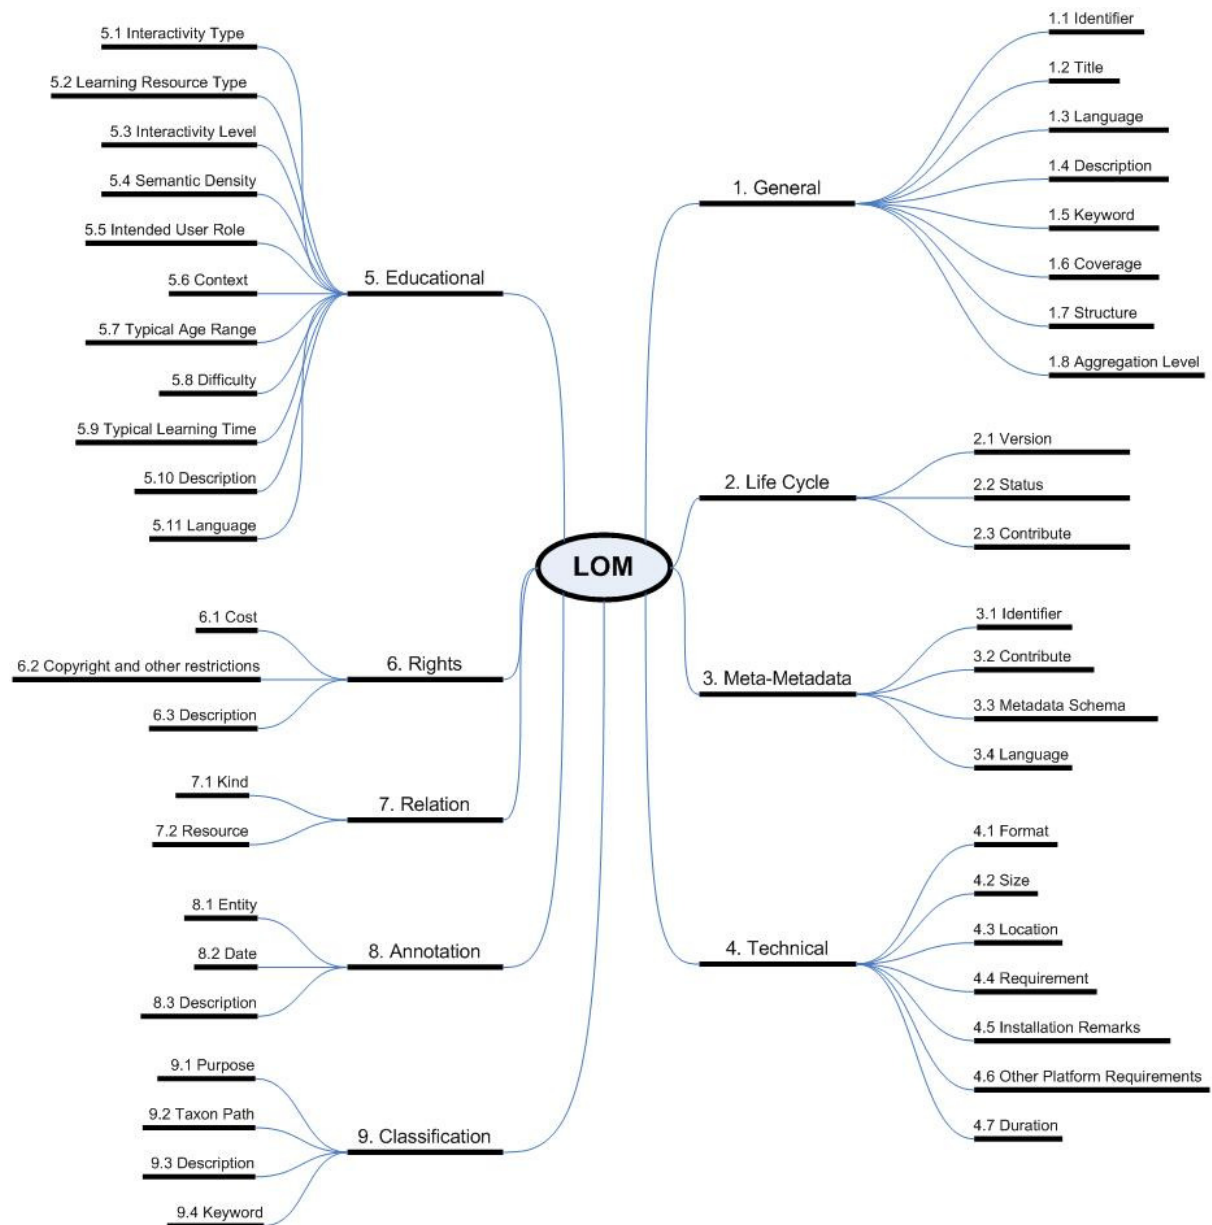 LOM
1. General
1.1 Identifier
1.2 Title
1.3 Language
1.4 Description
1.5 Keyword
1.6 Coverage
1.7 Structure
1.8 Aggregation Level
2. Life Cycle
2.1 Version
2.2 Status
2.3 Contribute
3. Meta-Metadata
3.1 Identifier
3.2 Contribute
3.3 Metadata Schema
3.4 Language
4. Technical
4.1 Format
4.2 Size
4.3 Location
4.4 Requirement
4.5 Installation Remarks
4.6 Other Platform Requirements
4.7 Duration
5. Educational
5.1 Interactivity Type
5.2 Learning Resource Type
5.3 Interactivity Level
5.4 Semantic Density
5.5 Intended User Role
5.6 Context
5.7 Typical Age Range
5.8 Difficulty
5.9 Typical Learning Time
5.10 Description
5.11 Language
6. Rights
6.1 Cost
6.2 Copyright and other restrictions
6.3 Description
7. Relation
7.1 Kind
7.2 Resource
8. Annotation
8.1 Entity
8.2 Date
8.3 Description
9. Classification
9.1 Purpose
9.2 Taxon Path
9.3 Description
9.4 Keyword